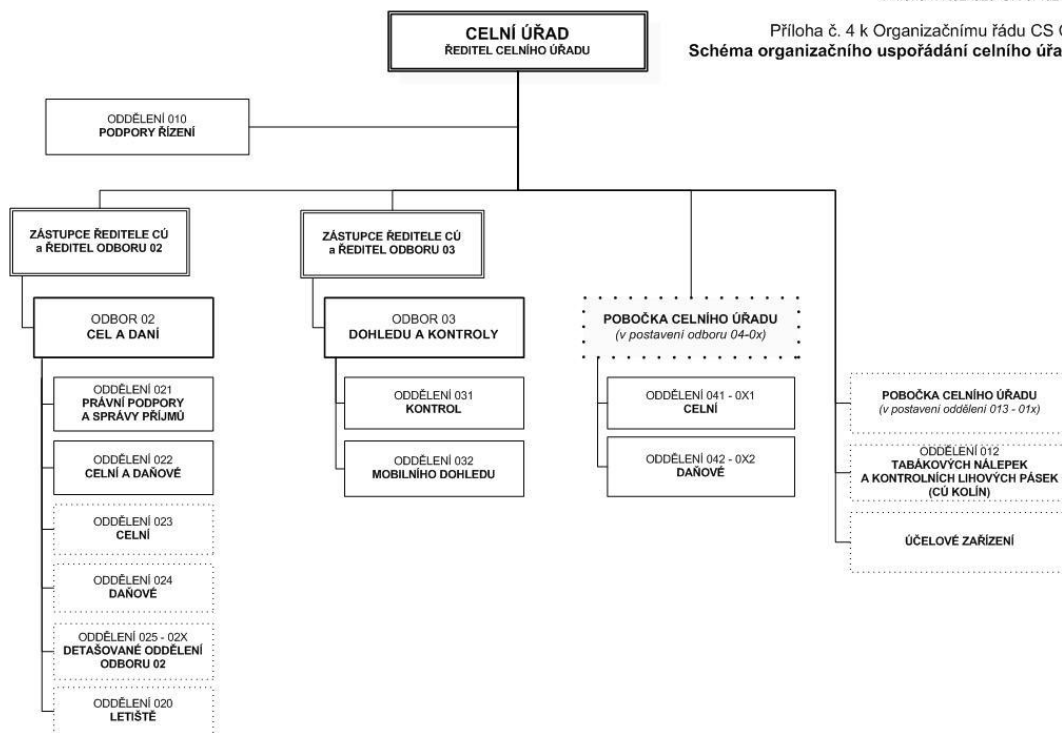 CELNÍ ÚŘAD
ŘEDITEL CELNÍHO ÚŘADU
Příloha č. 4 k Organizačnímu řádu CS
Schéma organizačního uspořádání celního
ODDĚLENÍ 010
PODPORY ŘÍZENÍ
ZÁSTUPCE ŘEDITELE CÚ
a ŘEDITEL ODBORU 02
ZÁSTUPCE ŘEDITELE CÚ
a ŘEDITEL ODBORU 03
ODBOR 02
CEL A DANÍ
ODBOR 03
DOHLEDU A KONTROLY
POBOČKA CELNÍHO ÚŘADU
(v postavení odboru 04-0x)
ODDĚLENÍ 021
PRÁVNÍ PODPORY
A SPRÁVY PŘÍJMŮ
ODDĚLENÍ 031
KONTROL
ODDĚLENÍ 041 - 0X1
CELNÍ
POBOČKA CELNÍHO ÚŘADU
(v postavení oddělení 013 - 01x)
ODDĚLENÍ 022
CELNÍ A DAŇOVÉ
ODDĚLENÍ 032
MOBILNÍHO DOHLEDU
ODDĚLENÍ 042 - 0X2
DAŇOVÉ
ODDĚLENÍ 012
TABÁKOVÝCH NÁLEPEK
A KONTROLNÍCH LIHOVÝCH PÁSEK
(CÚ KOLÍN)
ODDĚLENÍ 023
CELNÍ
ÚČELOVÉ ZAŘÍZENÍ
ODDĚLENÍ 024
DAŇOVÉ
ODDĚLENÍ 025 - 02X
DETAŠOVANÉ ODDĚLENÍ
ODBORU 02
ODDĚLENÍ 020
LETIŠTĚ